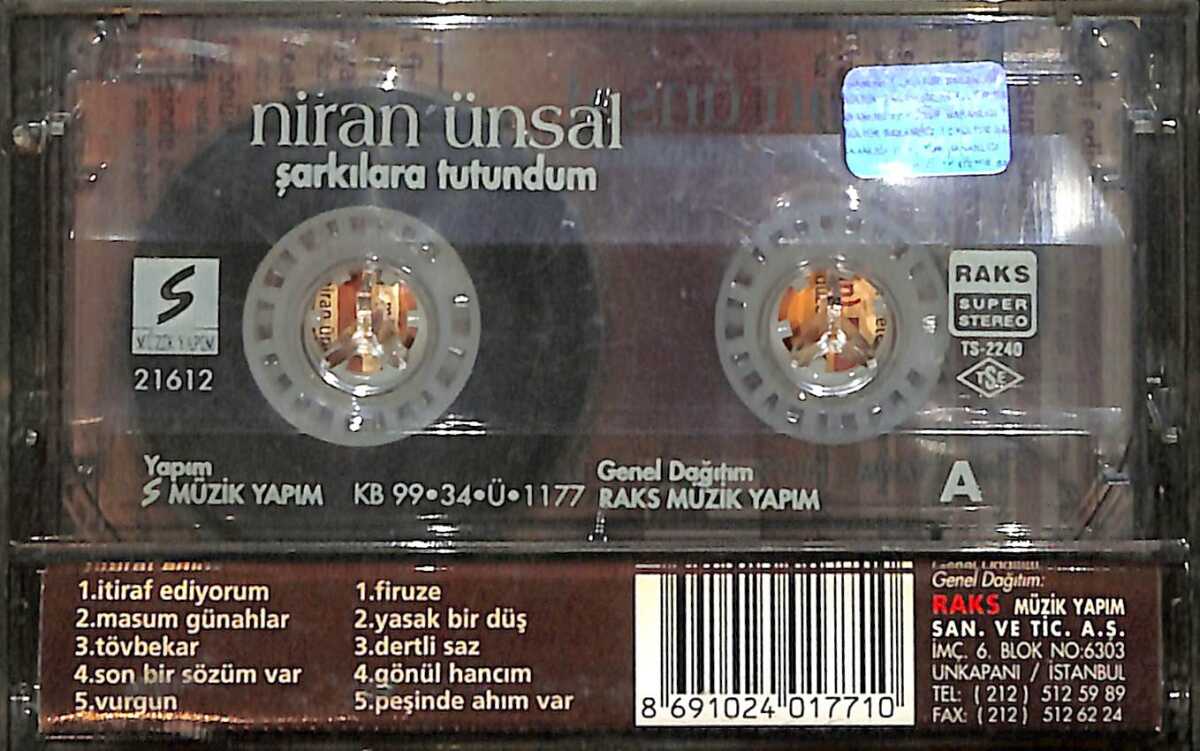 niran ünsal
şarkılara tutundum
S
MÜZİK YAPIM
21612
RAKS
SUPER
STEREO
TS-2240
TSE
Yapım
S MÜZİK YAPIM
KB 99•34•Ü•1177
Genel Dağıtım
RAKS MÜZİK YAPIM
A
1.itiraf ediyorum
2.masum günahlar
3.tövbekar
4.son bir sözüm var
5.vurgun
1.firuze
2.yasak bir düş
3.dertli saz
4.gönül hancım
5.peşinde ahım var
8 691024 017710
Genel Dağıtım:
RAKS MÜZİK YAPIM
SAN. VE TİC. A.Ş.
İMÇ. 6. BLOK NO:6303
UNKAPANI / İSTANBUL
TEL: (212) 512 59 89
FAX: (212) 512 62 24